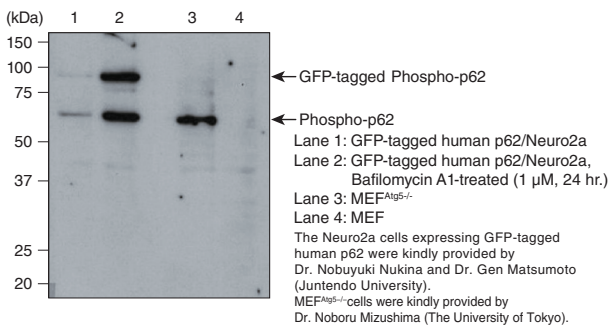 (kDa) 1 2 3 4
150
100
GFP-tagged Phospho-p62
75
Phospho-p62
50
37
25
20
Lane 1: GFP-tagged human p62/Neuro2a
Lane 2: GFP-tagged human p62/Neuro2a,
Bafilomycin A1-treated (1 µM, 24 hr.)
Lane 3: MEFAtg5-/-
Lane 4: MEF
The Neuro2a cells expressing GFP-tagged
human p62 were kindly provided by
Dr. Nobuyuki Nukina and Dr. Gen Matsumoto
(Juntendo University).
MEFAtg5-/-cells were kindly provided by
Dr. Noboru Mizushima (The University of Tokyo).